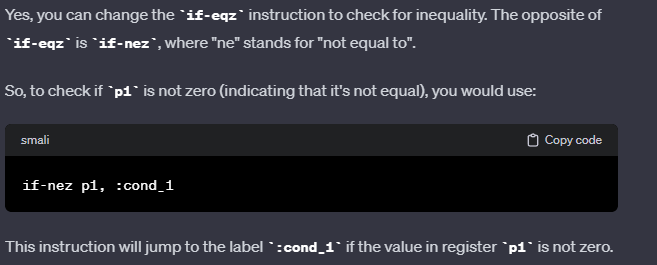 Yes, you can change the `if-eqz` instruction to check for inequality. The opposite of
`if-eqz` is `if-nez`, where "ne" stands for "not equal to".
So, to check if `p1` is not zero (indicating that it's not equal), you would use:
smali
Copy code
if-nez p1, :cond_1
This instruction will jump to the label `:cond_1` if the value in register `p1` is not zero.